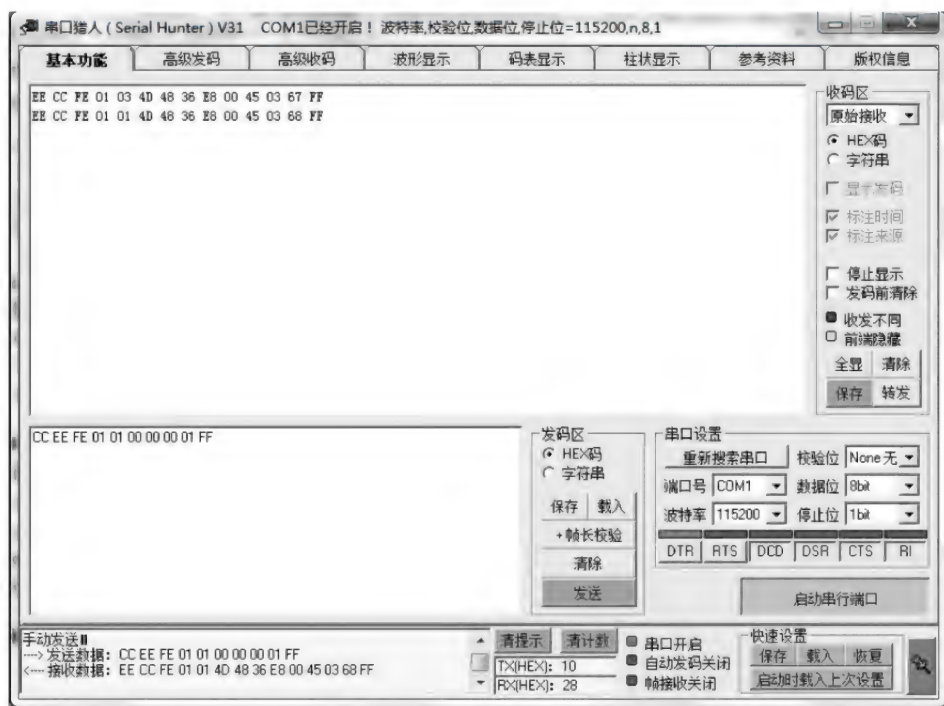 串口猎人 ( Serial Hunter ) V31 COM1已经开启！ 波特率,校验位,数据位,停止位=115200,n,8,1
基本功能 高级发码 高级收码 波形显示 码表显示 柱状显示 参考资料 版权信息
EE CC FE 01 03 4D 48 36 E8 00 45 03 67 FF
EE CC FE 01 01 4D 48 36 E8 00 45 03 68 FF
收码区
原始接收
HEX码
字符串
显示发码
标注时间
标注来源
停止显示
发码前清除
收发不同
前端隐藏
全显 清除
保存 转发
CC EE FE 01 01 00 00 00 01 FF
发码区
HEX码
字符串
保存 载入
+帧长校验
清除
发送
串口设置
重新搜索串口 校验位 None 无
端口号 COM1 数据位 8bit
波特率 115200 停止位 1bit
DTR RTS DCD DSR CTS RI
启动串行端口
手动发送
---> 发送数据： CC EE FE 01 01 00 00 00 01 FF
<--- 接收数据： EE CC FE 01 01 4D 48 36 E8 00 45 03 68 FF
清提示 清计数
TX(HEX): 10
RX(HEX): 28
串口开启
自动发码关闭
帧接收关闭
快速设置
保存 载入 恢复
启动时载入上次设置